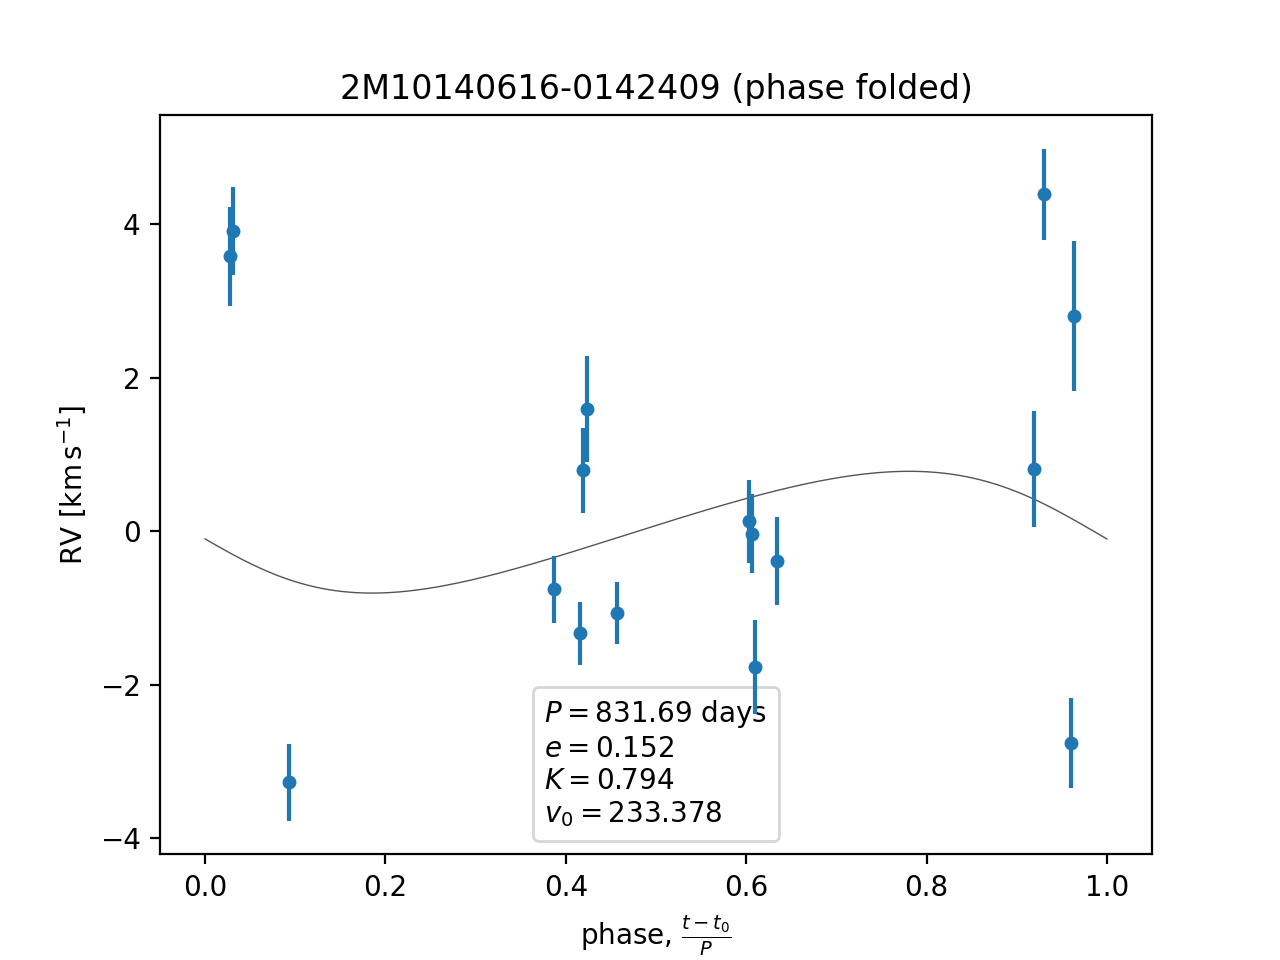 2M10140616-0142409 (phase folded)
RV [km s⁻¹]
4
2
0
−2
−4
P = 831.69 days
e = 0.152
K = 0.794
v₀ = 233.378
0.0 0.2 0.4 0.6 0.8 1.0
phase, (t − t₀)/P